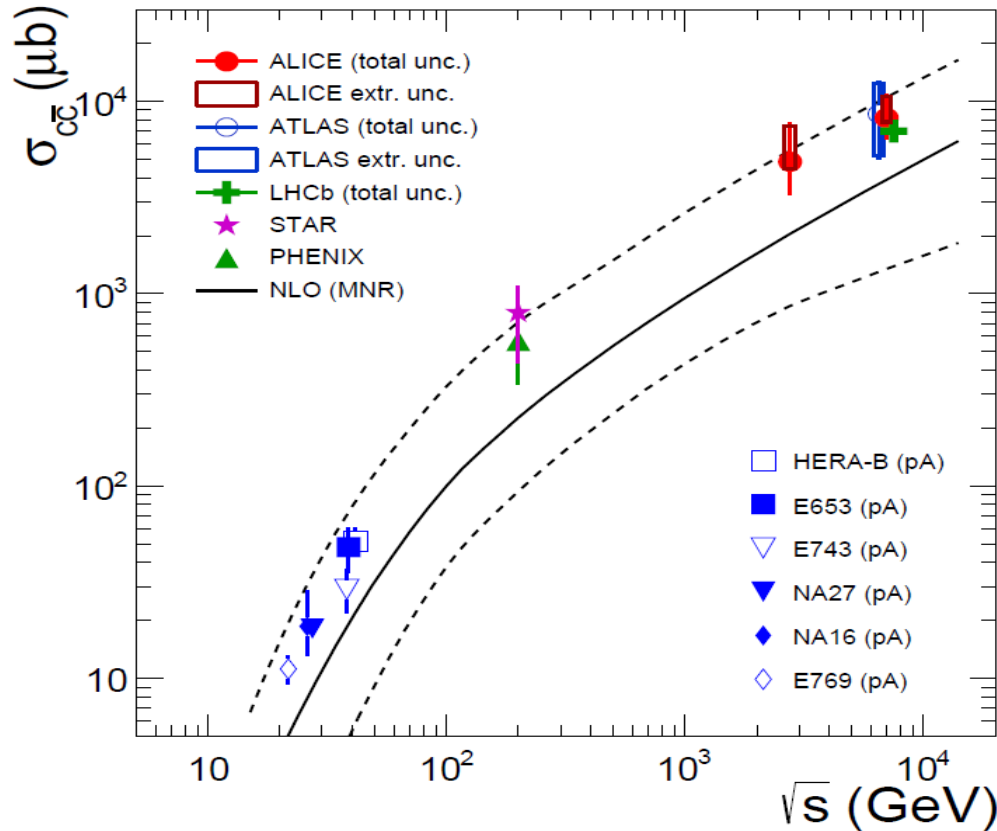 σcc̄ (μb)
ALICE (total unc.)
ALICE extr. unc.
ATLAS (total unc.)
ATLAS extr. unc.
LHCb (total unc.)
STAR
PHENIX
NLO (MNR)
10⁴
10³
10²
10
HERA-B (pA)
E653 (pA)
E743 (pA)
NA27 (pA)
NA16 (pA)
E769 (pA)
10
10²
10³
10⁴
√s (GeV)